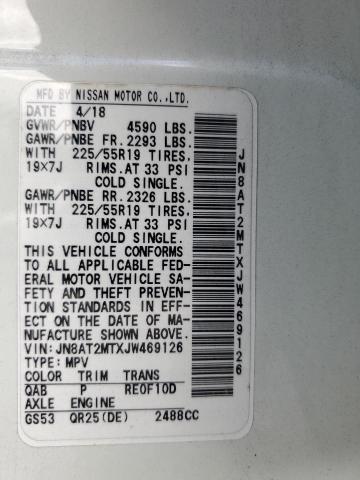 MFD BY NISSAN MOTOR CO.,LTD.
DATE 4/18
GVWR/PNBV 4590 LBS.
GAWR/PNBE FR. 2293 LBS.
WITH 225/55R19 TIRES,
19×7J RIMS. AT 33 PSI
COLD SINGLE.
GAWR/PNBE RR. 2326 LBS.
WITH 225/55R19 TIRES,
19×7J RIMS. AT 33 PSI
COLD SINGLE.
THIS VEHICLE CONFORMS
TO ALL APPLICABLE FED-
ERAL MOTOR VEHICLE SA-
FETY AND THEFT PREVEN-
TION STANDARDS IN EFF-
ECT ON THE DATE OF MA-
NUFACTURE SHOWN ABOVE.
VIN: JN8AT2MTXJW469126
TYPE: MPV
COLOR TRIM TRANS
QAB P RE0F10D
AXLE ENGINE
GS53 QR25(DE) 2488CC
JN8AT2MTXJW469126